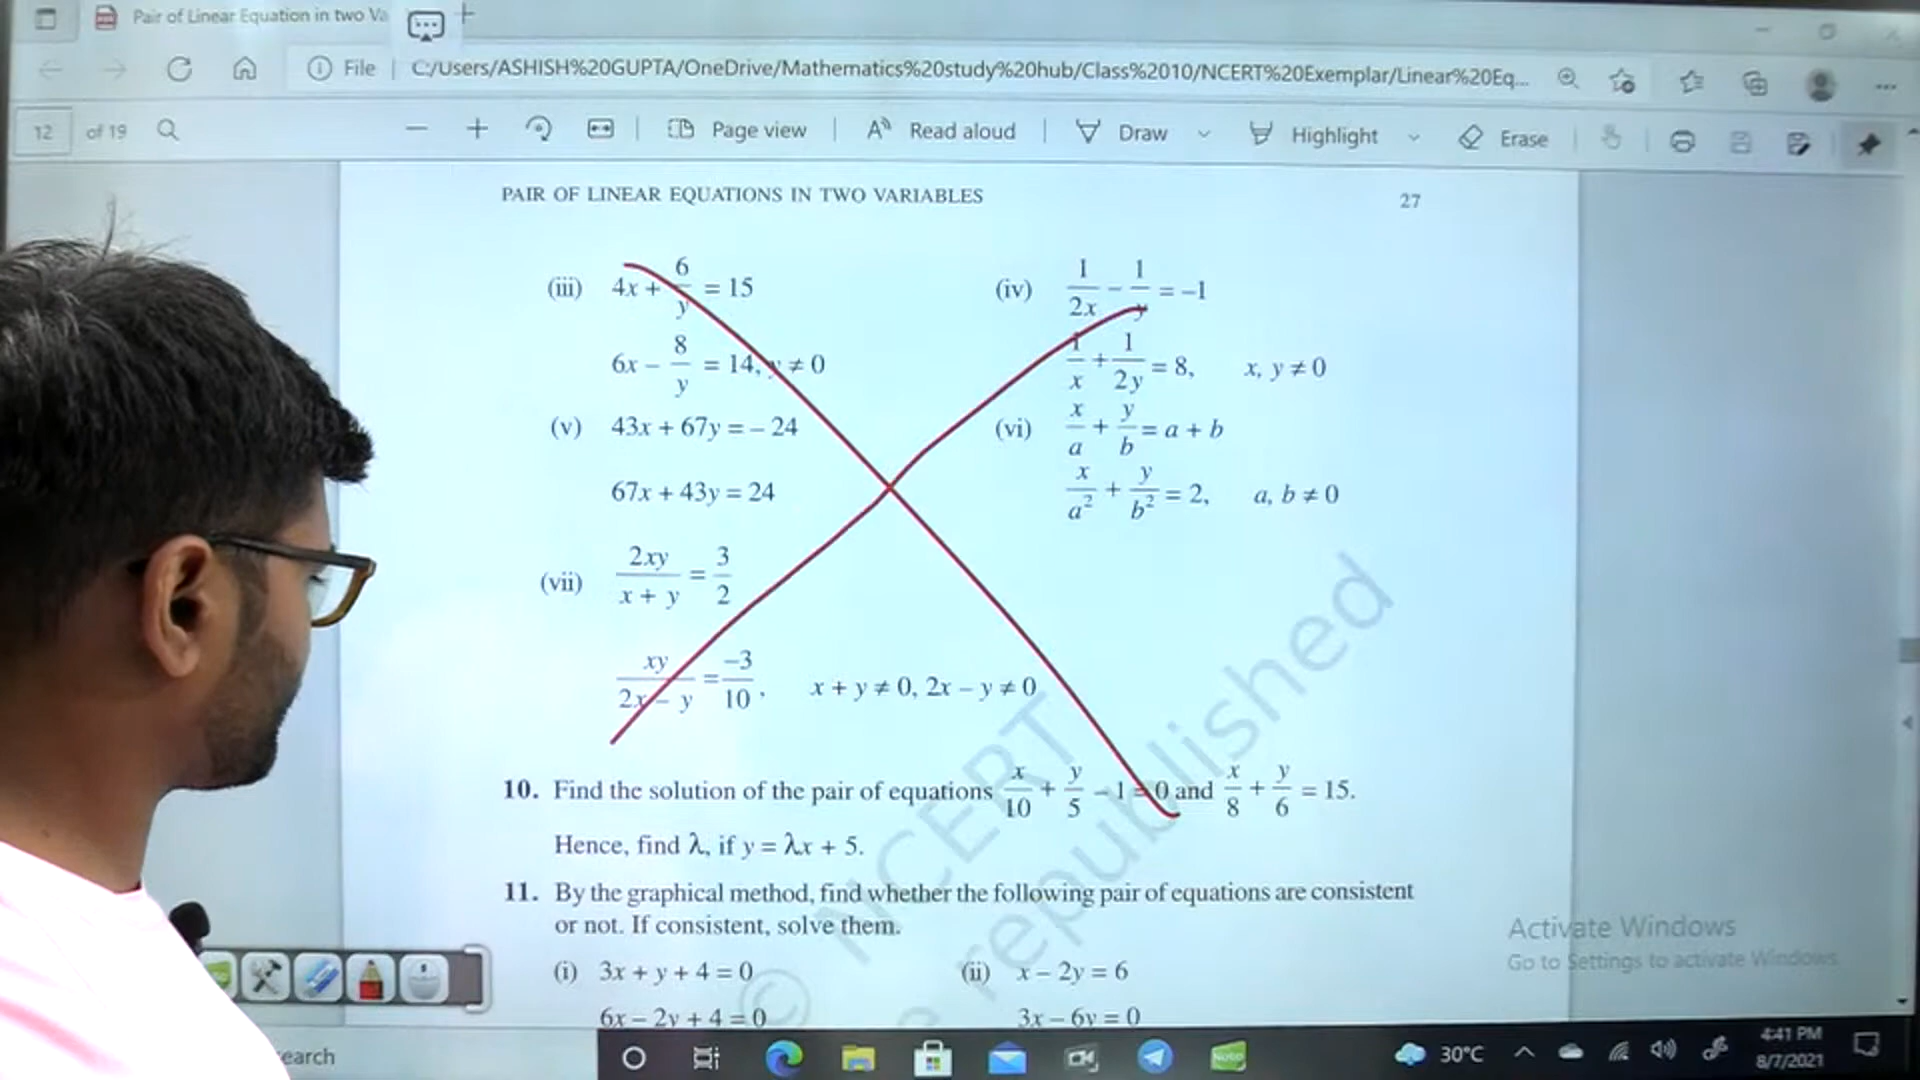 Pair of Linear Equation in two Va
File | C:/Users/ASHISH%20GUPTA/OneDrive/Mathematics%20study%20hub/Class%2010/NCERT%20Exemplar/Linear%20Eq...
12 of 19 Page view Read aloud Draw Highlight Erase
PAIR OF LINEAR EQUATIONS IN TWO VARIABLES 27
(iii) 4x + 6/y = 15 (iv) 1/2x − 1/y = −1
6x − 8/y = 14, y ≠ 0 1/x + 1/2y = 8, x, y ≠ 0
(v) 43x + 67y = − 24 (vi) x/a + y/b = a + b
67x + 43y = 24 x/a² + y/b² = 2, a, b ≠ 0
(vii) 2xy/x + y = 3/2
xy/2x − y = −3/10, x + y ≠ 0, 2x − y ≠ 0
10. Find the solution of the pair of equations x/10 + y/5 − 1 = 0 and x/8 + y/6 = 15.
Hence, find λ, if y = λx + 5.
11. By the graphical method, find whether the following pair of equations are consistent
or not. If consistent, solve them.
(i) 3x + y + 4 = 0 (ii) x − 2y = 6
6x − 2y + 4 = 0 3x − 6y = 0
© NCERT
republished
Activate Windows
Go to Settings to activate Windows.
earch
Note
30°C
4:41 PM
8/7/2021